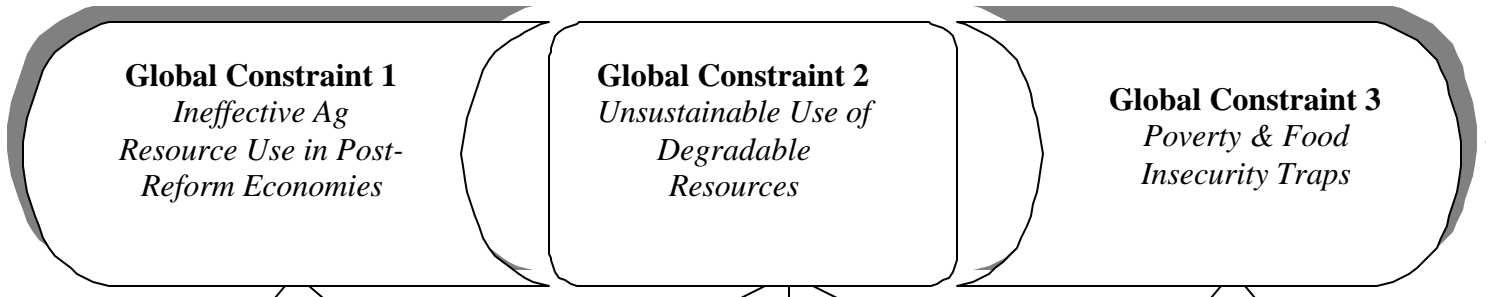 Global Constraint 1
Ineffective Ag
Resource Use in Post-
Reform Economies
Global Constraint 2
Unsustainable Use of
Degradable
Resources
Global Constraint 3
Poverty & Food
Insecurity Traps